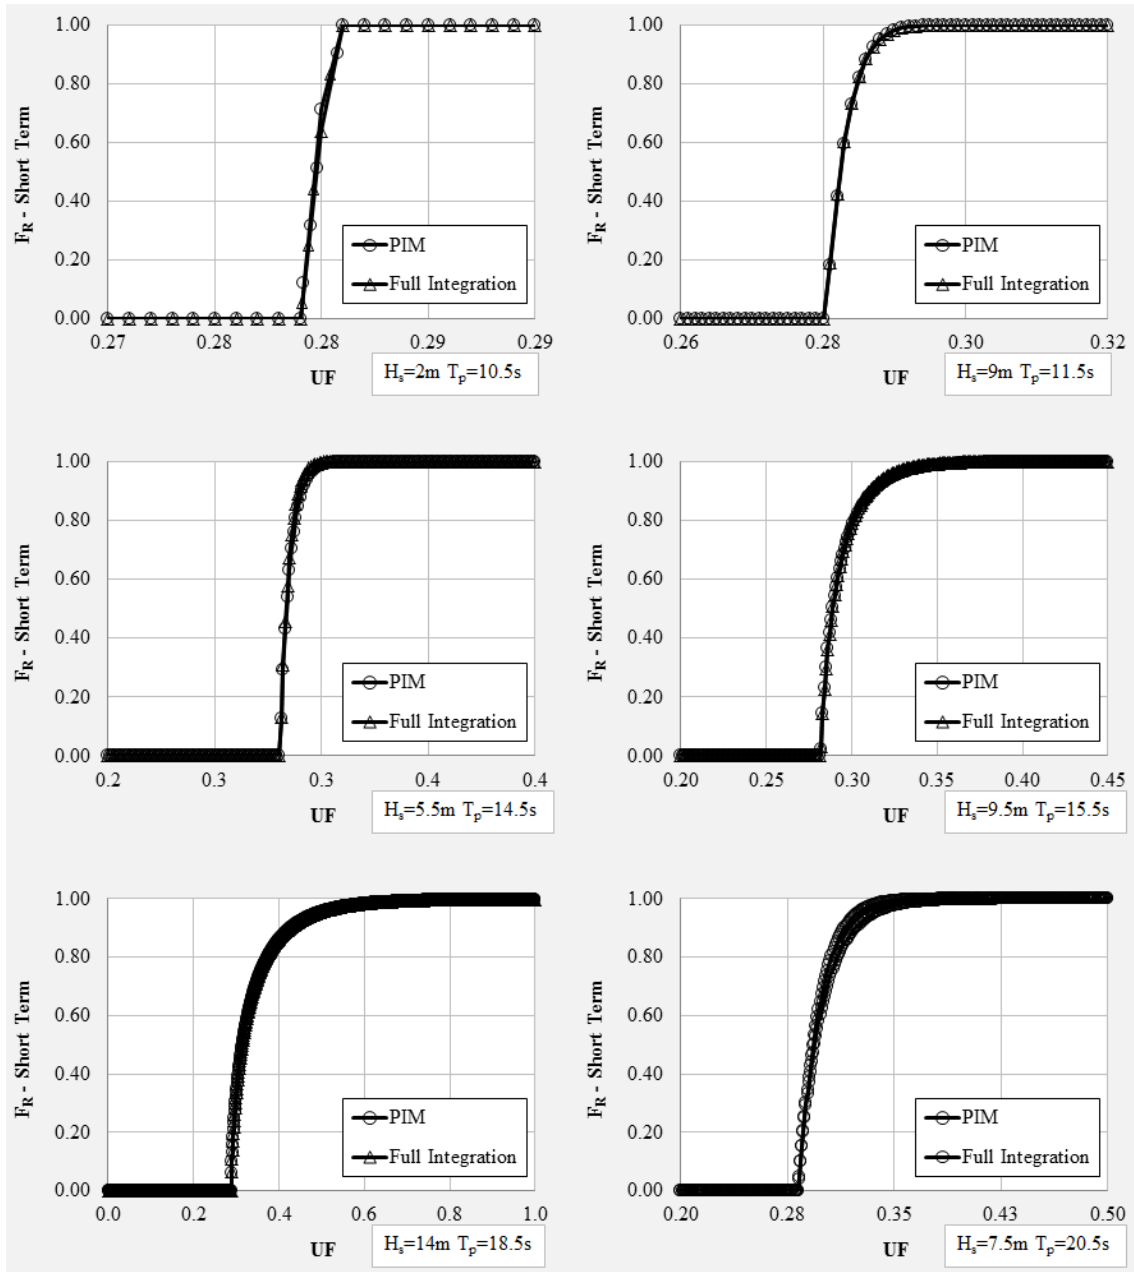 1.00
0.80
0.60
0.40
0.20
0.00
F_R - Short Term
PIM
Full Integration
0.27 0.28 0.28 0.29 0.29
UF
H_s=2m T_p=10.5s
1.00
0.80
0.60
0.40
0.20
0.00
F_R - Short Term
PIM
Full Integration
0.26 0.28 0.30 0.32
UF
H_s=9m T_p=11.5s
1.00
0.80
0.60
0.40
0.20
0.00
F_R - Short Term
PIM
Full Integration
0.2 0.3 0.3 0.4 0.4
UF
H_s=5.5m T_p=14.5s
1.00
0.80
0.60
0.40
0.20
0.00
F_R - Short Term
PIM
Full Integration
0.20 0.25 0.30 0.35 0.40 0.45
UF
H_s=9.5m T_p=15.5s
1.00
0.80
0.60
0.40
0.20
0.00
F_R - Short Term
PIM
Full Integration
0.0 0.2 0.4 0.6 0.8 1.0
UF
H_s=14m T_p=18.5s
1.00
0.80
0.60
0.40
0.20
0.00
F_R - Short Term
PIM
Full Integration
0.20 0.28 0.35 0.43 0.50
UF
H_s=7.5m T_p=20.5s